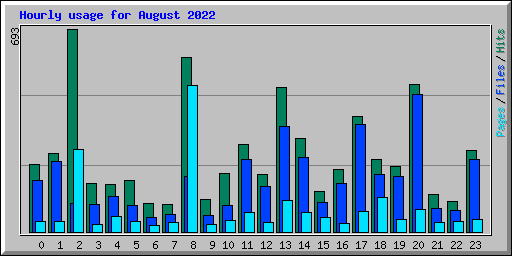 Hourly usage for August 2022
693
Pages/Files/Hits
0 1 2 3 4 5 6 7 8 9 10 11 12 13 14 15 16 17 18 19 20 21 22 23